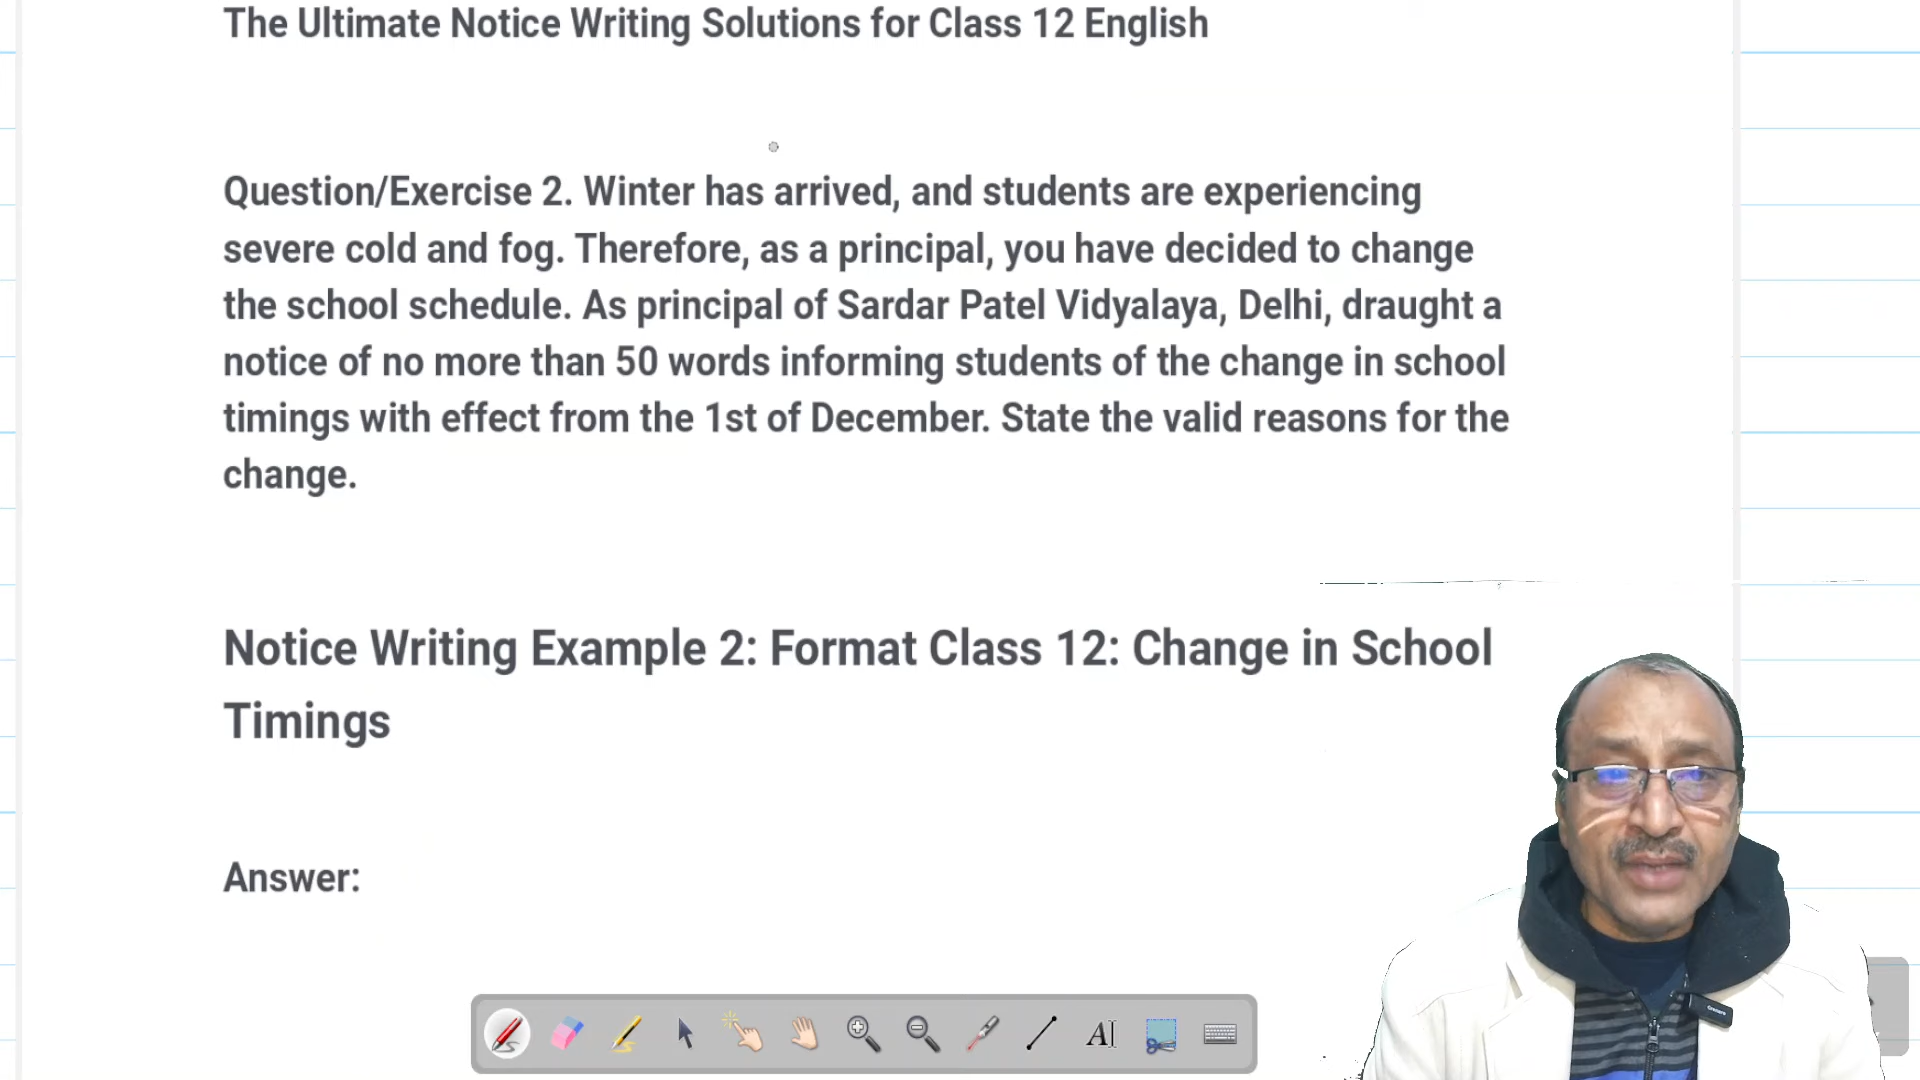 The Ultimate Notice Writing Solutions for Class 12 English
Question/Exercise 2. Winter has arrived, and students are experiencing
severe cold and fog. Therefore, as a principal, you have decided to change
the school schedule. As principal of Sardar Patel Vidyalaya, Delhi, draught a
notice of no more than 50 words informing students of the change in school
timings with effect from the 1st of December. State the valid reasons for the
change.
Notice Writing Example 2: Format Class 12: Change in School
Timings
Answer: